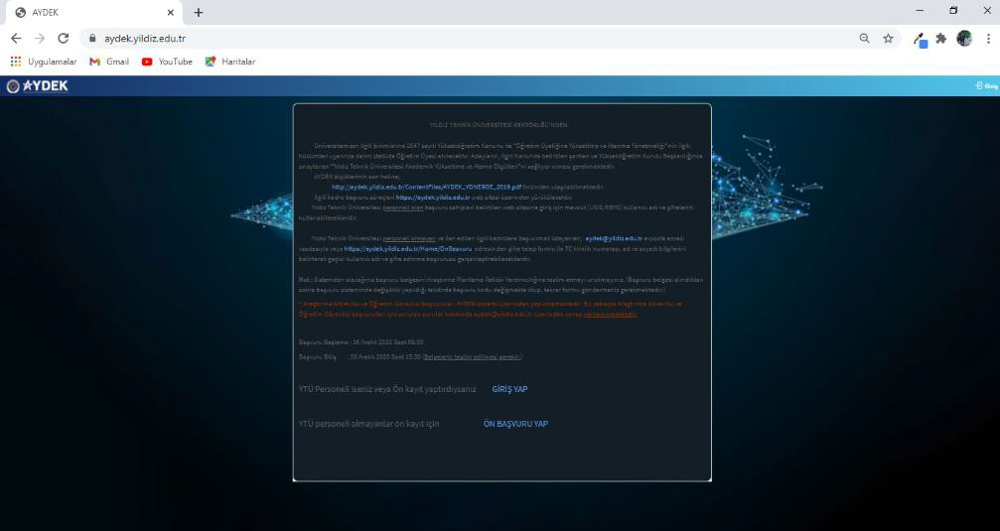 AYDEK
aydek.yildiz.edu.tr
Uygulamalar Gmail YouTube Haritalar
AYDEK Giriş
YILDIZ TEKNİK ÜNİVERSİTESİ REKTÖRLÜĞÜ'NDEN
Üniversitemizin ilgili birimlerine 2547 sayılı Yükseköğretim Kanunu ile "Öğretim Üyeliğine Yükseltilme ve Atanma Yönetmeliği"nin ilgili
hükümleri uyarınca daimi statüde Öğretim Üyesi alınacaktır. Adayların, ilgili Kanunda belirtilen şartları ve Yükseköğretim Kurulu Başkanlığınca
onaylanan "Yıldız Teknik Üniversitesi Akademik Yükseltme ve Atama Ölçütleri"ni sağlıyor olması gerekmektedir.
AYDEK ölçütlerinin son haline;
http://aydek.yildiz.edu.tr/ContentFiles/AYDEK_YONERGE_2019.pdf linkinden ulaşılabilmektedir.
İlgili kadro başvuru süreçleri https://aydek.yildiz.edu.tr web sitesi üzerinden yürütülecektir.
Yıldız Teknik Üniversitesi personeli olan başvuru sahipleri belirtilen web sitesine giriş için mevcut (USIS/EBYS) kullanıcı adı ve şifrelerini
kullanabileceklerdir.
Yıldız Teknik Üniversitesi personeli olmayan ve ilan edilen ilgili kadrolara başvurmak isteyenler; aydek@yildiz.edu.tr e-posta adresi
vasıtasıyla veya https://aydek.yildiz.edu.tr/Home/OnBasvuru adresinden şifre talep formu ile TC kimlik numarası, ad ve soyadı bilgilerini
belirterek geçici kullanıcı adı ve şifre edinme başvurusu gerçekleştirebileceklerdir.
Not : Sistemden alacağınız başvuru belgesini Araştırma Planlama Rektör Yardımcılığına teslim etmeyi unutmayınız. (Başvuru belgesi alındıktan
sonra başvuru sisteminde değişiklik yapıldığı takdirde başvuru kodu değişmekte olup, tekrar formu göndermeniz gerekmektedir.)
* Araştırma Görevlisi ve Öğretim Görevlisi başvuruları AYDEK sistemi üzerinden yapılmamaktadır. Bu sebeple Araştırma Görevlisi ve
Öğretim Görevlisi başvuruları için sorulan sorular hakkında aydek@yildiz.edu.tr üzerinden cevap verilememektedir.
Başvuru Başlama : 16 Aralık 2020 Saat 08:30
Başvuru Bitiş : 30 Aralık 2020 Saat 15:30 (Belgelerin teslim edilmesi gerekir.)
YTÜ Personeli iseniz veya Ön kayıt yaptırdıysanız GİRİŞ YAP
YTÜ personeli olmayanlar ön kayıt için ÖN BAŞVURU YAP